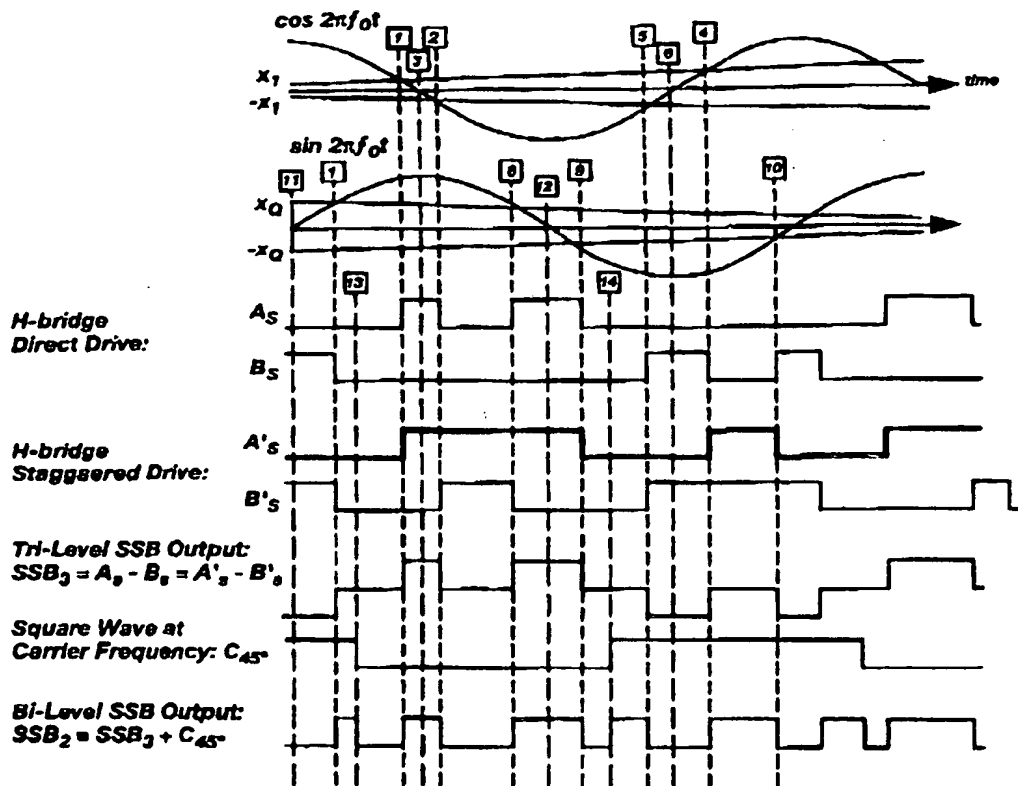 cos 2πf₀t
1
2
5
4
3
6
x₁
-x₁
time
sin 2πf₀t
11
1
8
12
9
10
x_Q
-x_Q
13
14
H-bridge
Direct Drive:
A_S
B_S
H-bridge
Staggsered Drive:
A'_S
B'_S
Tri-Level SSB Output:
SSB₃ = A_s - B_s = A'_s - B'_s
Square Wave at
Carrier Frequency: C₄₅°
Bi-Level SSB Output:
SSB₂ = SSB₃ + C₄₅°